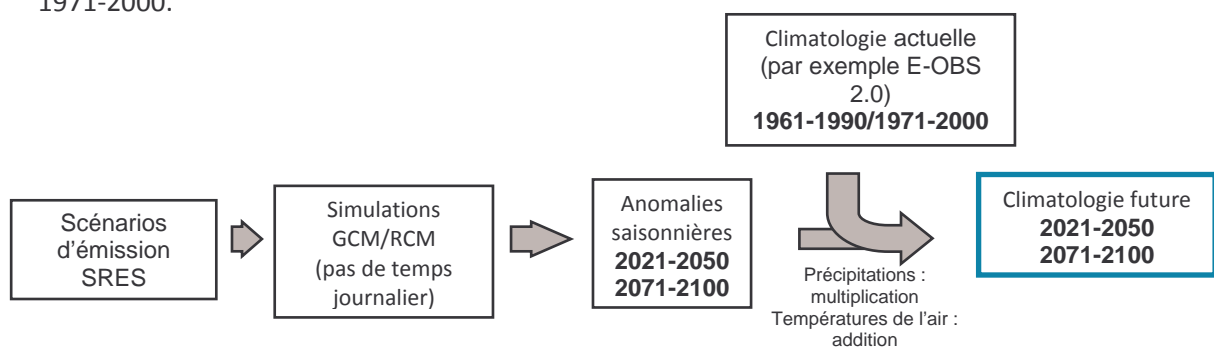 1971-2000.
Climatologie actuelle
(par exemple E-OBS
2.0)
1961-1990/1971-2000
Scénarios
d'émission
SRES
Simulations
GCM/RCM
(pas de temps
journalier)
Anomalies
saisonnières
2021-2050
2071-2100
Précipitations :
multiplication
Températures de l'air :
addition
Climatologie future
2021-2050
2071-2100